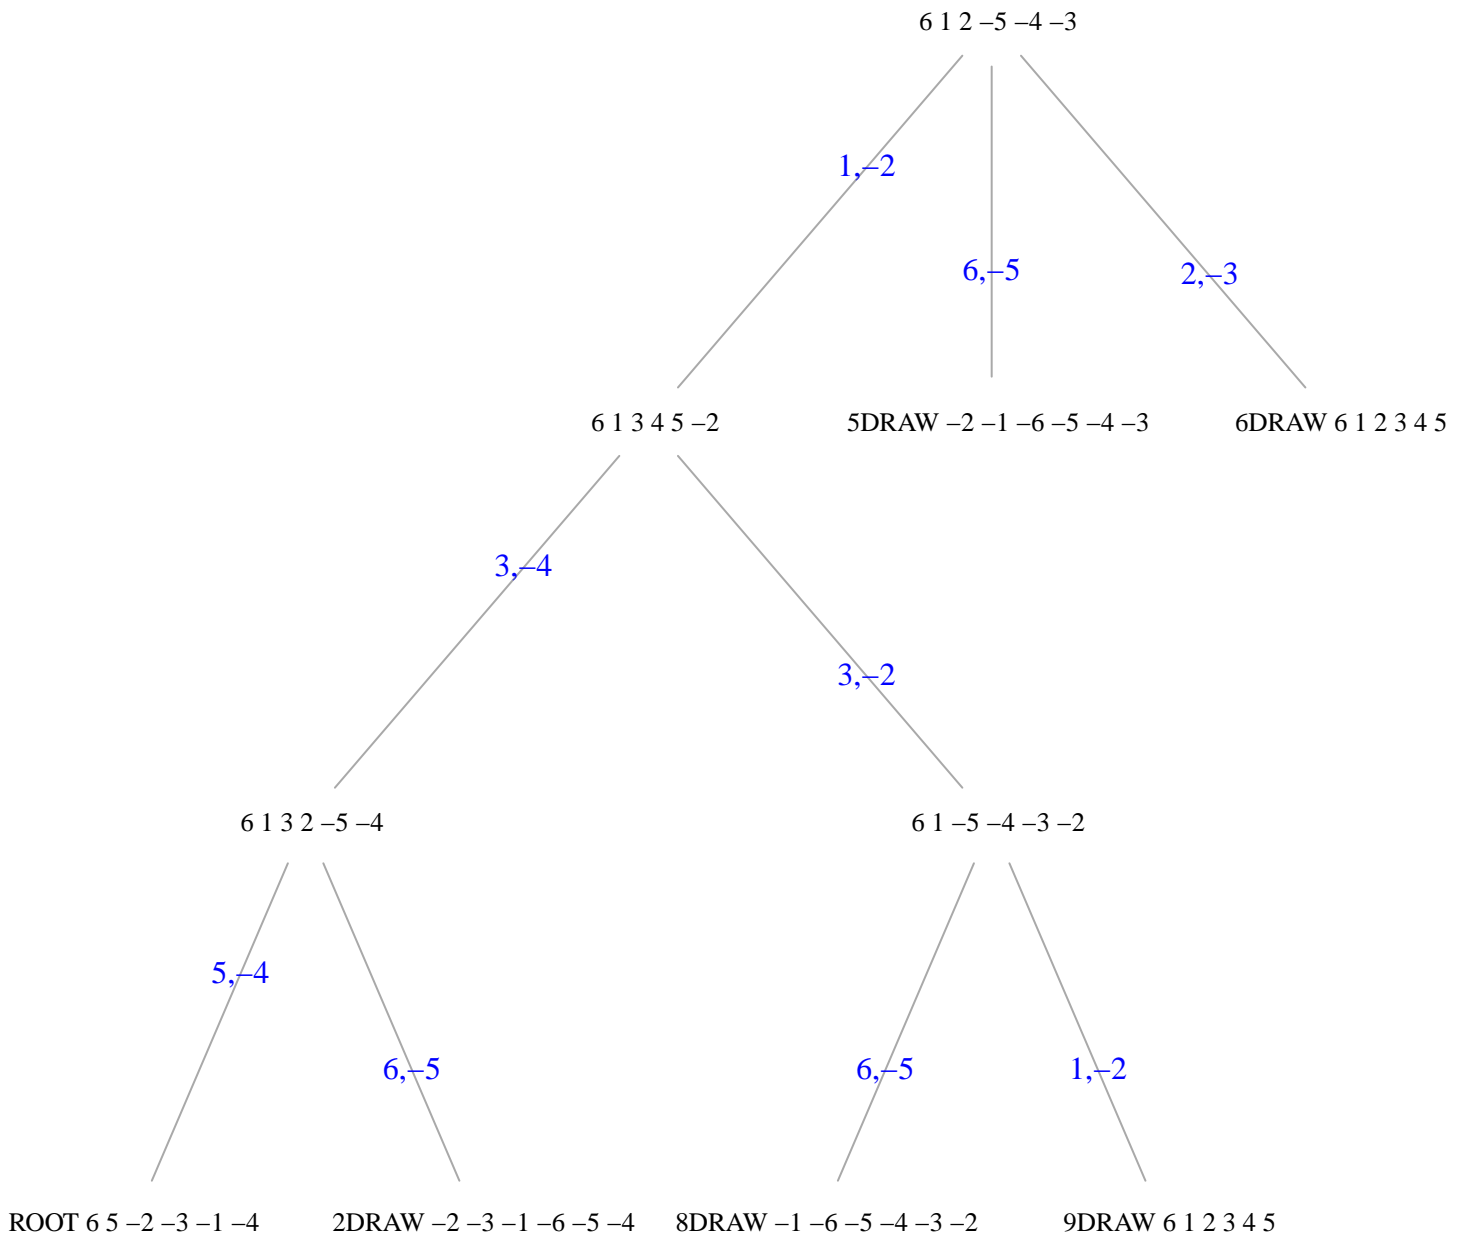 6 1 2 –5 –4 –3
1,–2
6,–5
2,–3
6 1 3 4 5 –2
5DRAW –2 –1 –6 –5 –4 –3
6DRAW 6 1 2 3 4 5
3,–4
3,–2
6 1 3 2 –5 –4
6 1 –5 –4 –3 –2
5,–4
6,–5
6,–5
1,–2
ROOT 6 5 –2 –3 –1 –4
2DRAW –2 –3 –1 –6 –5 –4
8DRAW –1 –6 –5 –4 –3 –2
9DRAW 6 1 2 3 4 5